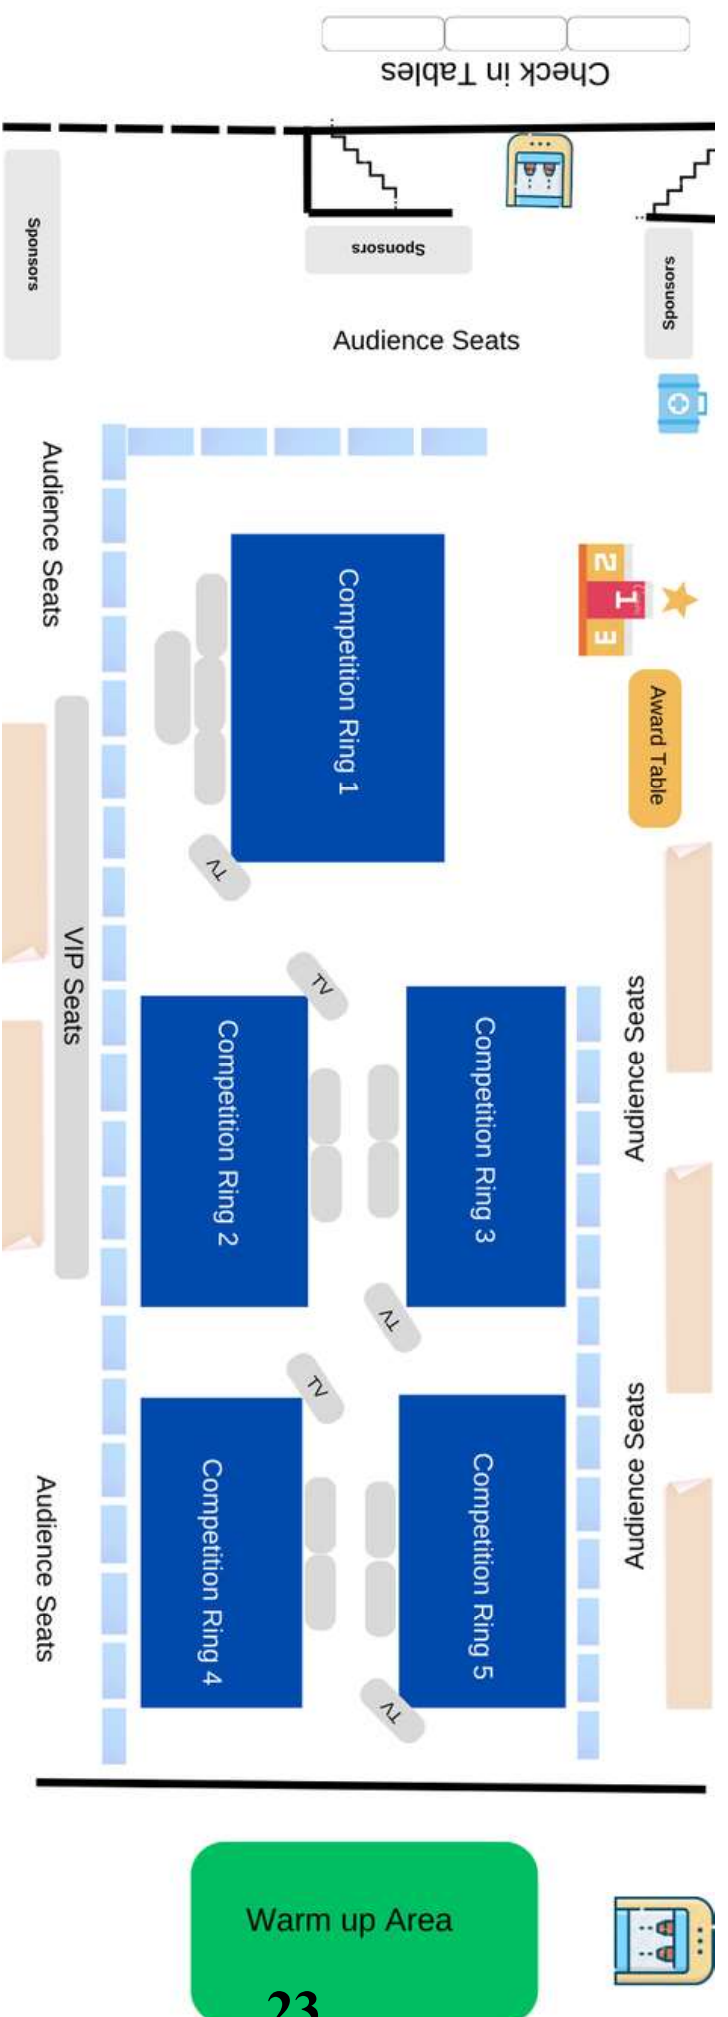 Check in Tables
Sponsors
Sponsors
Sponsors
Audience Seats
Audience Seats
2
1
3
Competition Ring 1
Award Table
TV
VIP Seats
TV
Audience Seats
Competition Ring 2
Competition Ring 3
TV
TV
Audience Seats
Audience Seats
Competition Ring 4
Competition Ring 5
TV
Warm up Area
23